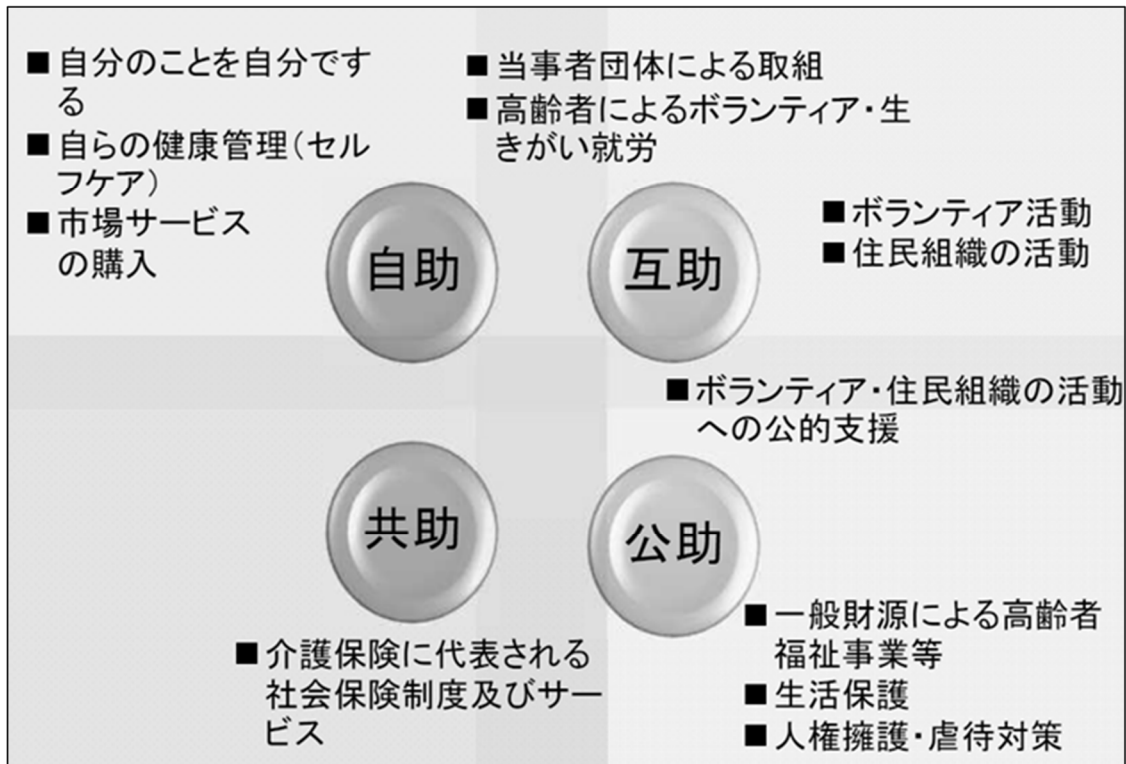 ■ 自分のことを自分です
る
■ 自らの健康管理(セル
フケア)
■ 市場サービス
の購入
■ 当事者団体による取組
■ 高齢者によるボランティア・生
きがい就労
自助
互助
■ ボランティア活動
■ 住民組織の活動
■ ボランティア・住民組織の活動
への公的支援
共助
公助
■ 介護保険に代表される
社会保険制度及びサー
ビス
■ 一般財源による高齢者
福祉事業等
■ 生活保護
■ 人権擁護・虐待対策